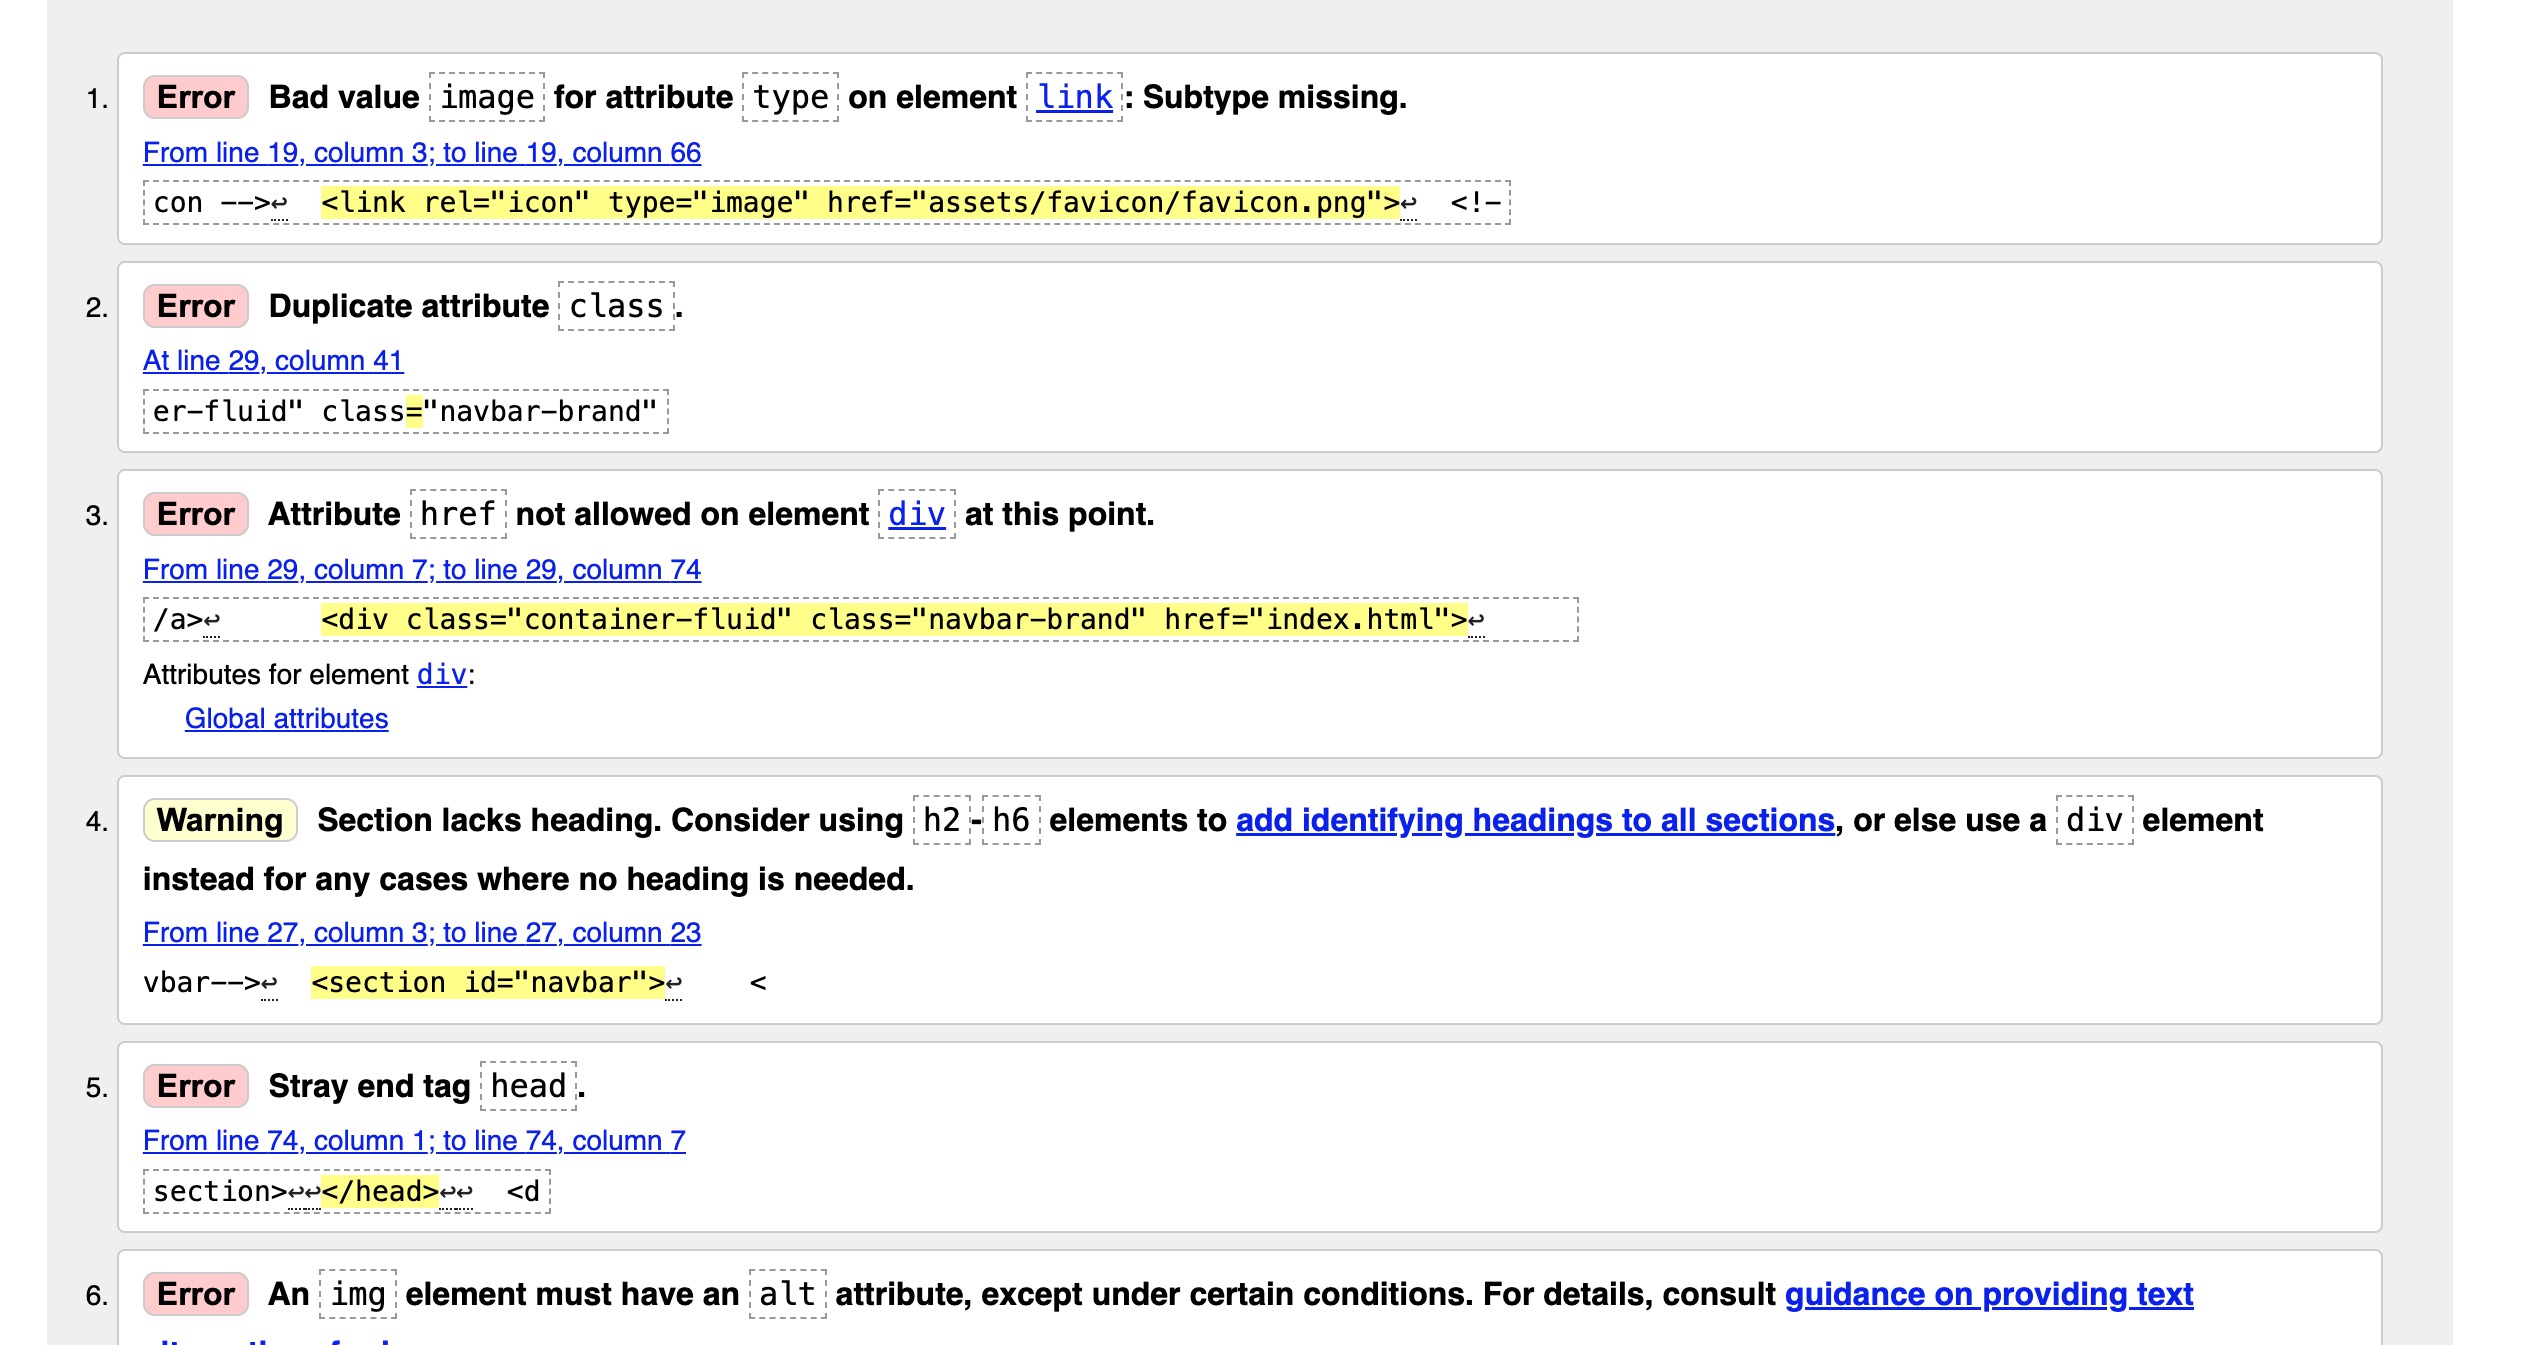 1. Error Bad value image for attribute type on element link: Subtype missing.
From line 19, column 3; to line 19, column 66
con -->↩ <link rel="icon" type="image" href="assets/favicon/favicon.png">↩ <!-
2. Error Duplicate attribute class.
At line 29, column 41
er-fluid" class="navbar-brand"
3. Error Attribute href not allowed on element div at this point.
From line 29, column 7; to line 29, column 74
/a>↩ <div class="container-fluid" class="navbar-brand" href="index.html">↩
Attributes for element div:
Global attributes
4. Warning Section lacks heading. Consider using h2-h6 elements to add identifying headings to all sections, or else use a div element
instead for any cases where no heading is needed.
From line 27, column 3; to line 27, column 23
vbar-->↩ <section id="navbar">↩ <
5. Error Stray end tag head.
From line 74, column 1; to line 74, column 7
section>↩↩</head>↩↩ <d
6. Error An img element must have an alt attribute, except under certain conditions. For details, consult guidance on providing text